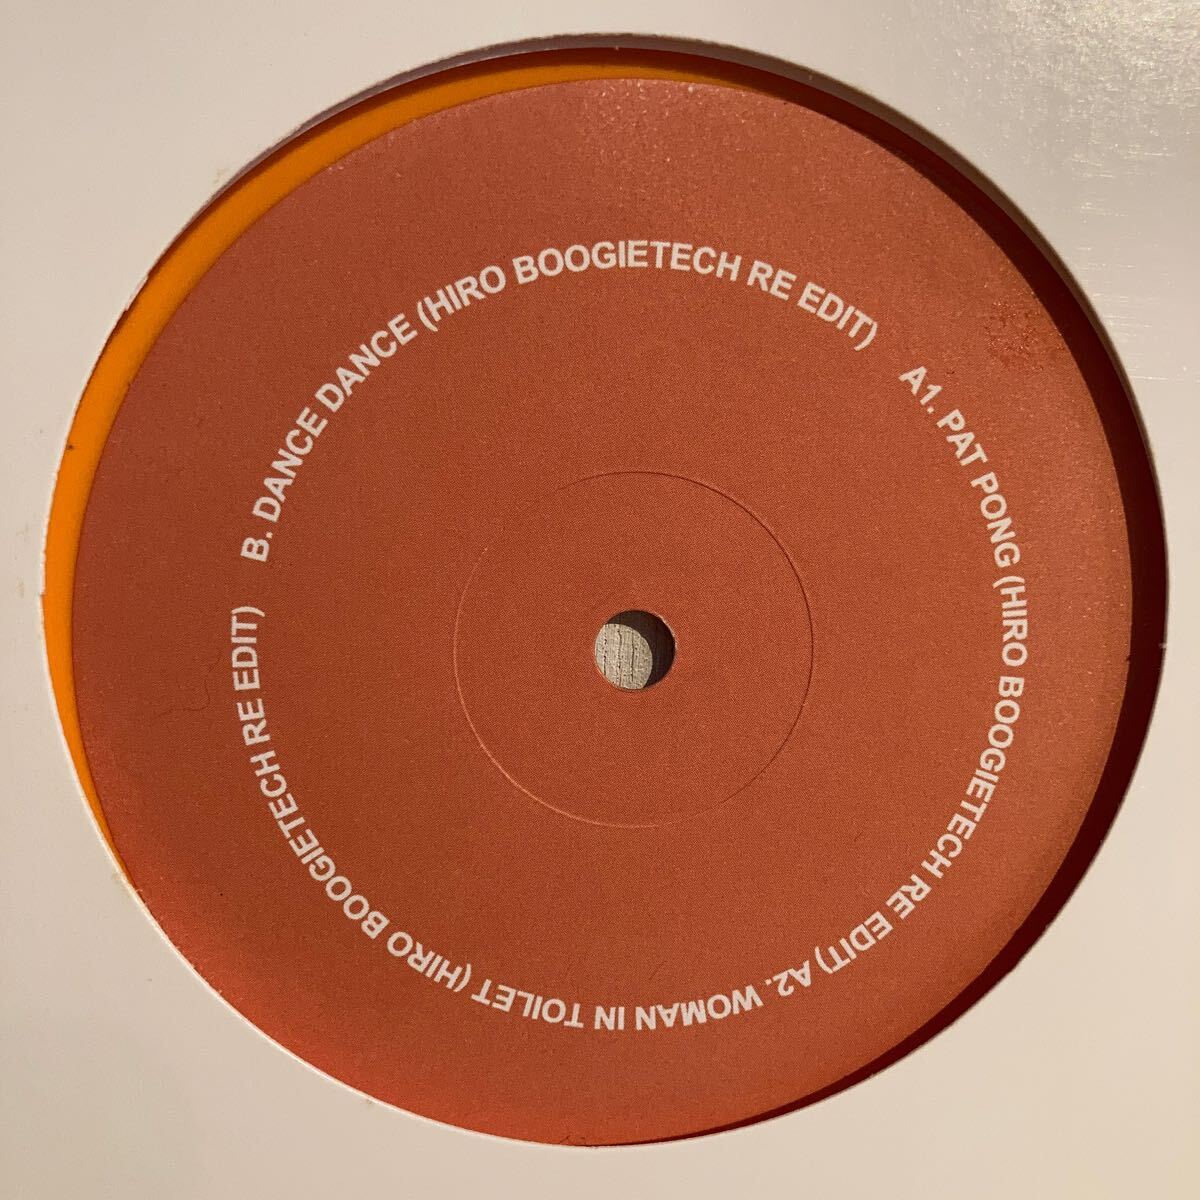 A1. PAT PONG (HIRO BOOGIETECH RE EDIT)
A2. WOMAN IN TOILET (HIRO BOOGIETECH RE EDIT)
B. DANCE DANCE (HIRO BOOGIETECH RE EDIT)